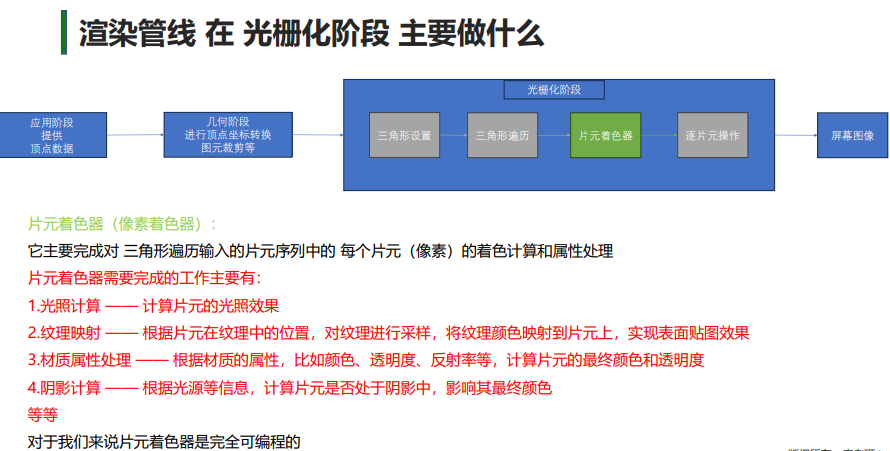 渲染管线 在 光栅化阶段 主要做什么
应用阶段
提供
顶点数据
几何阶段
进行顶点坐标转换
图元裁剪等
光栅化阶段
三角形设置
三角形遍历
片元着色器
逐片元操作
屏幕图像
片元着色器（像素着色器）：
它主要完成对 三角形遍历输入的片元序列中的 每个片元（像素）的着色计算和属性处理
片元着色器需要完成的工作主要有：
1.光照计算 —— 计算片元的光照效果
2.纹理映射 —— 根据片元在纹理中的位置，对纹理进行采样，将纹理颜色映射到片元上，实现表面贴图效果
3.材质属性处理 —— 根据材质的属性，比如颜色、透明度、反射率等，计算片元的最终颜色和透明度
4.阴影计算 —— 根据光源等信息，计算片元是否处于阴影中，影响其最终颜色
等等
对于我们来说片元着色器是完全可编程的